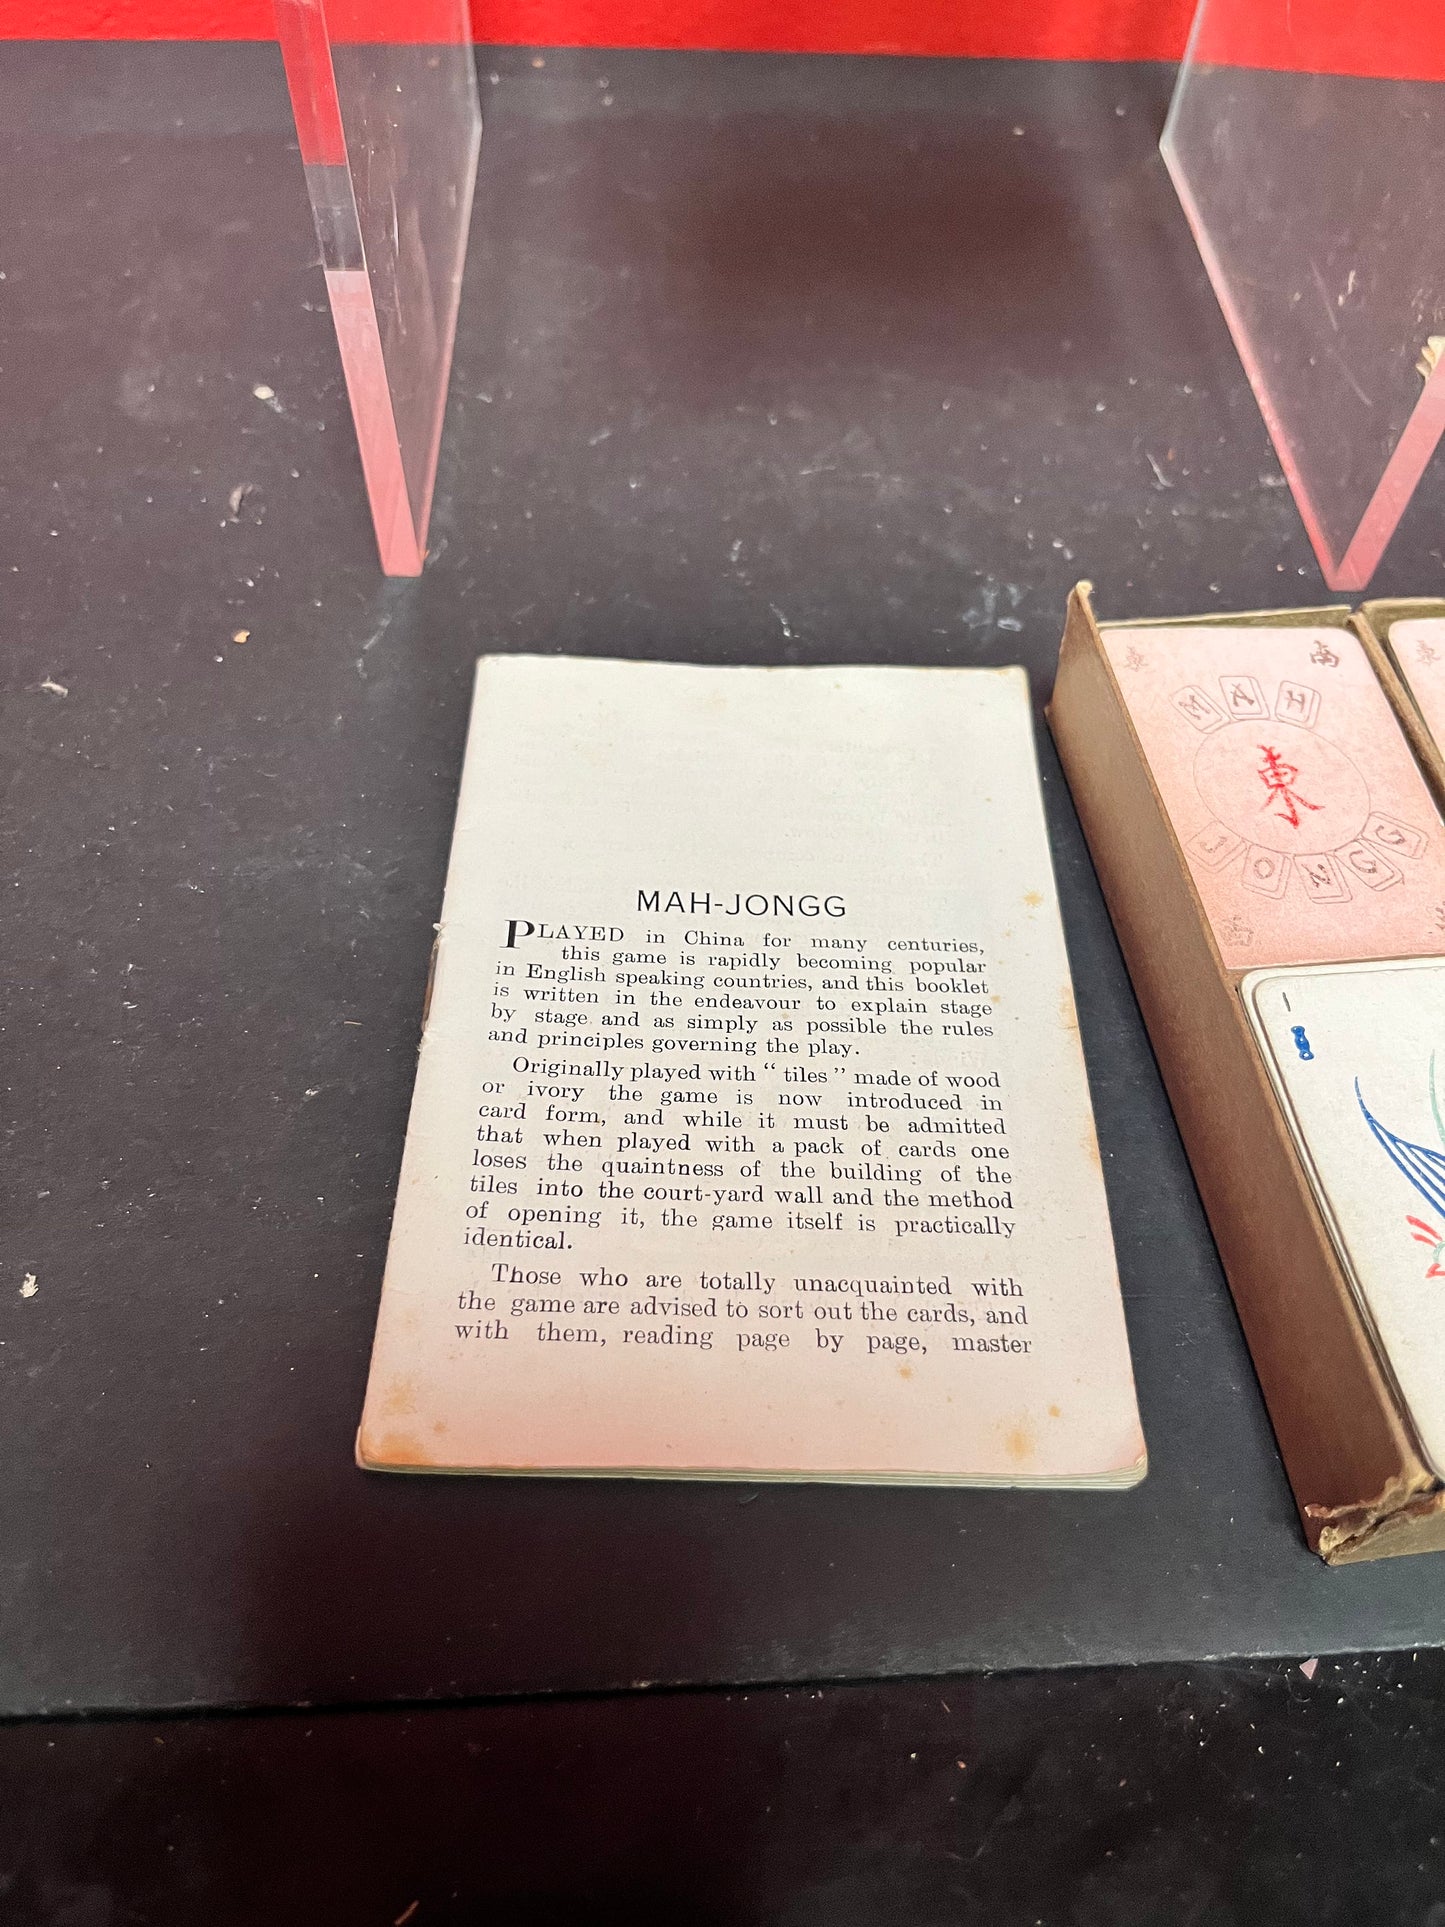 MAH-JONGG
PLAYED in China for many centuries,
this game is rapidly becoming popular
in English speaking countries, and this booklet
is written in the endeavour to explain stage
by stage and as simply as possible the rules
and principles governing the play.
Originally played with “ tiles ” made of wood
or ivory the game is now introduced in
card form, and while it must be admitted
that when played with a pack of cards one
loses the quaintness of the building of the
tiles into the court-yard wall and the method
of opening it, the game itself is practically
identical.
Those who are totally unacquainted with
the game are advised to sort out the cards, and
with them, reading page by page, master
南
MAH
東
JONGG
1